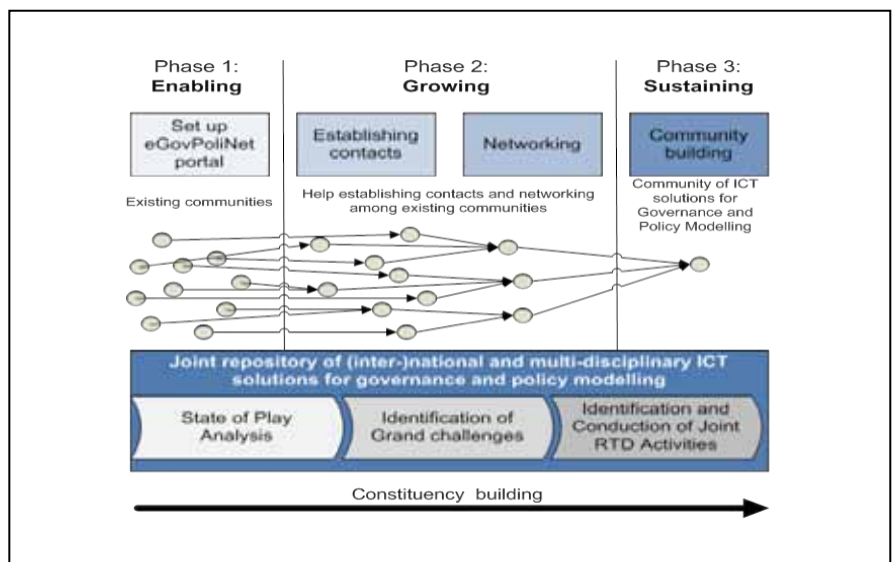 Phase 1:
Enabling
Phase 2:
Growing
Phase 3:
Sustaining
Set up
eGovPoliNet
portal
Establishing
contacts
Networking
Community
building
Existing communities
Help establishing contacts and networking
among existing communities
Community of ICT
solutions for
Governance and
Policy Modelling
Joint repository of (inter-)national and multi-disciplinary ICT
solutions for governance and policy modelling
State of Play
Analysis
Identification of
Grand challenges
Identification and
Conduction of Joint
RTD Activities
Constituency building